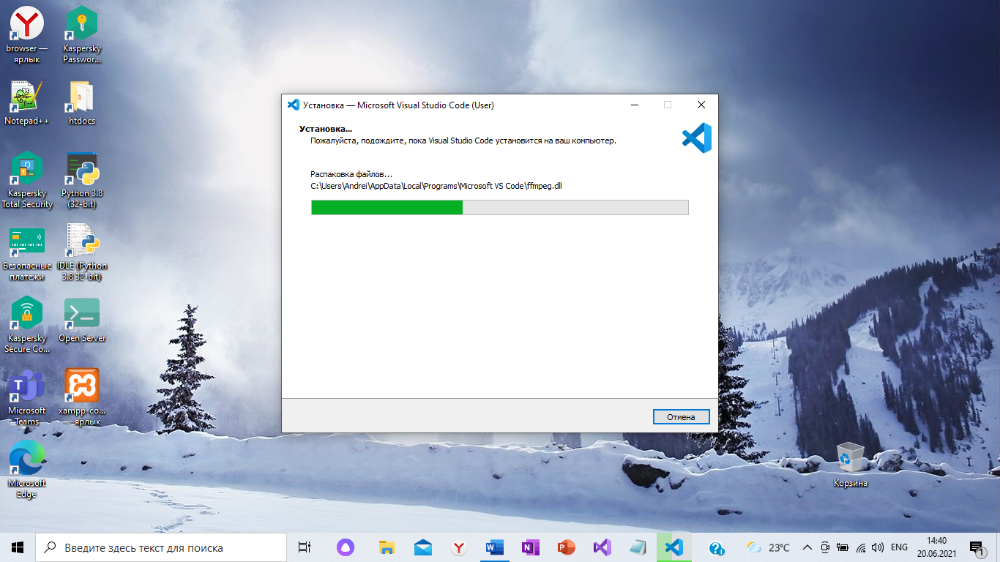 browser —
ярлык
Kaspersky
Passwor...
Notepad++
htdocs
Kaspersky
Total Security
Python 3.8
(32-bit)
Безопасные
платежи
IDLE (Python
3.8 32-bit)
Kaspersky
Secure Co...
Open Server
Microsoft
Teams
xampp-co...
— ярлык
Microsoft
Edge
Установка — Microsoft Visual Studio Code (User)
Установка...
Пожалуйста, подождите, пока Visual Studio Code установится на ваш компьютер.
Распаковка файлов...
C:\Users\Andrei\AppData\Local\Programs\Microsoft VS Code\ffmpeg.dll
Отмена
Корзина
Введите здесь текст для поиска
23°C
ENG
14:40
20.06.2021
1